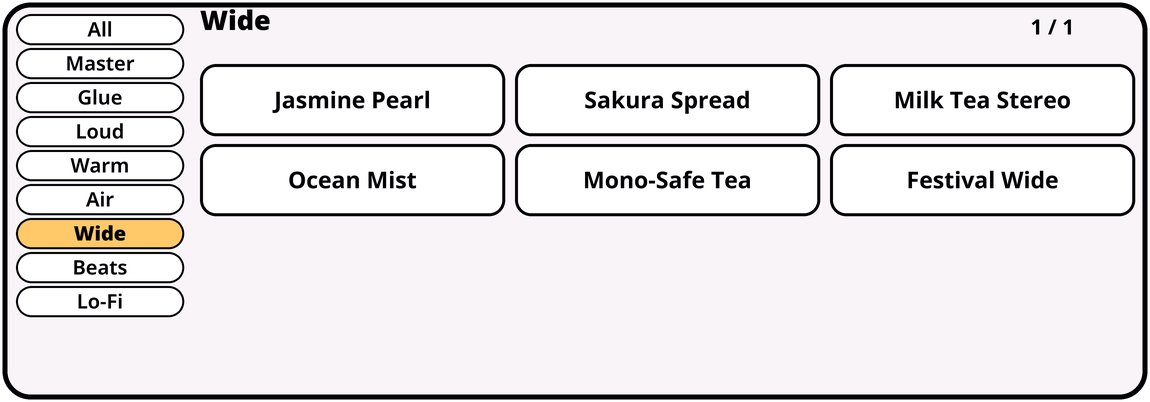 All
Master
Glue
Loud
Warm
Air
Wide
Beats
Lo-Fi
Wide
1 / 1
Jasmine Pearl
Sakura Spread
Milk Tea Stereo
Ocean Mist
Mono-Safe Tea
Festival Wide